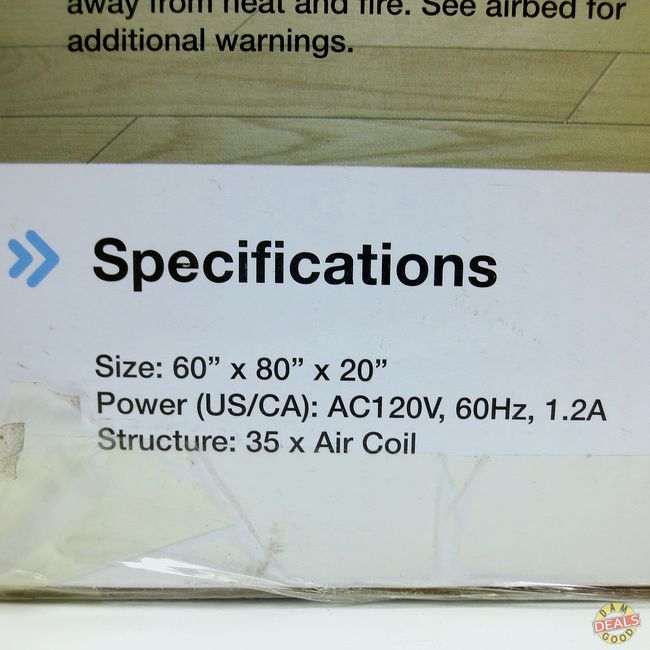 away from heat and fire. See airbed for
additional warnings.
Specifications
Size: 60” x 80” x 20”
Power (US/CA): AC120V, 60Hz, 1.2A
Structure: 35 x Air Coil
DAM
DEALS
GOOD